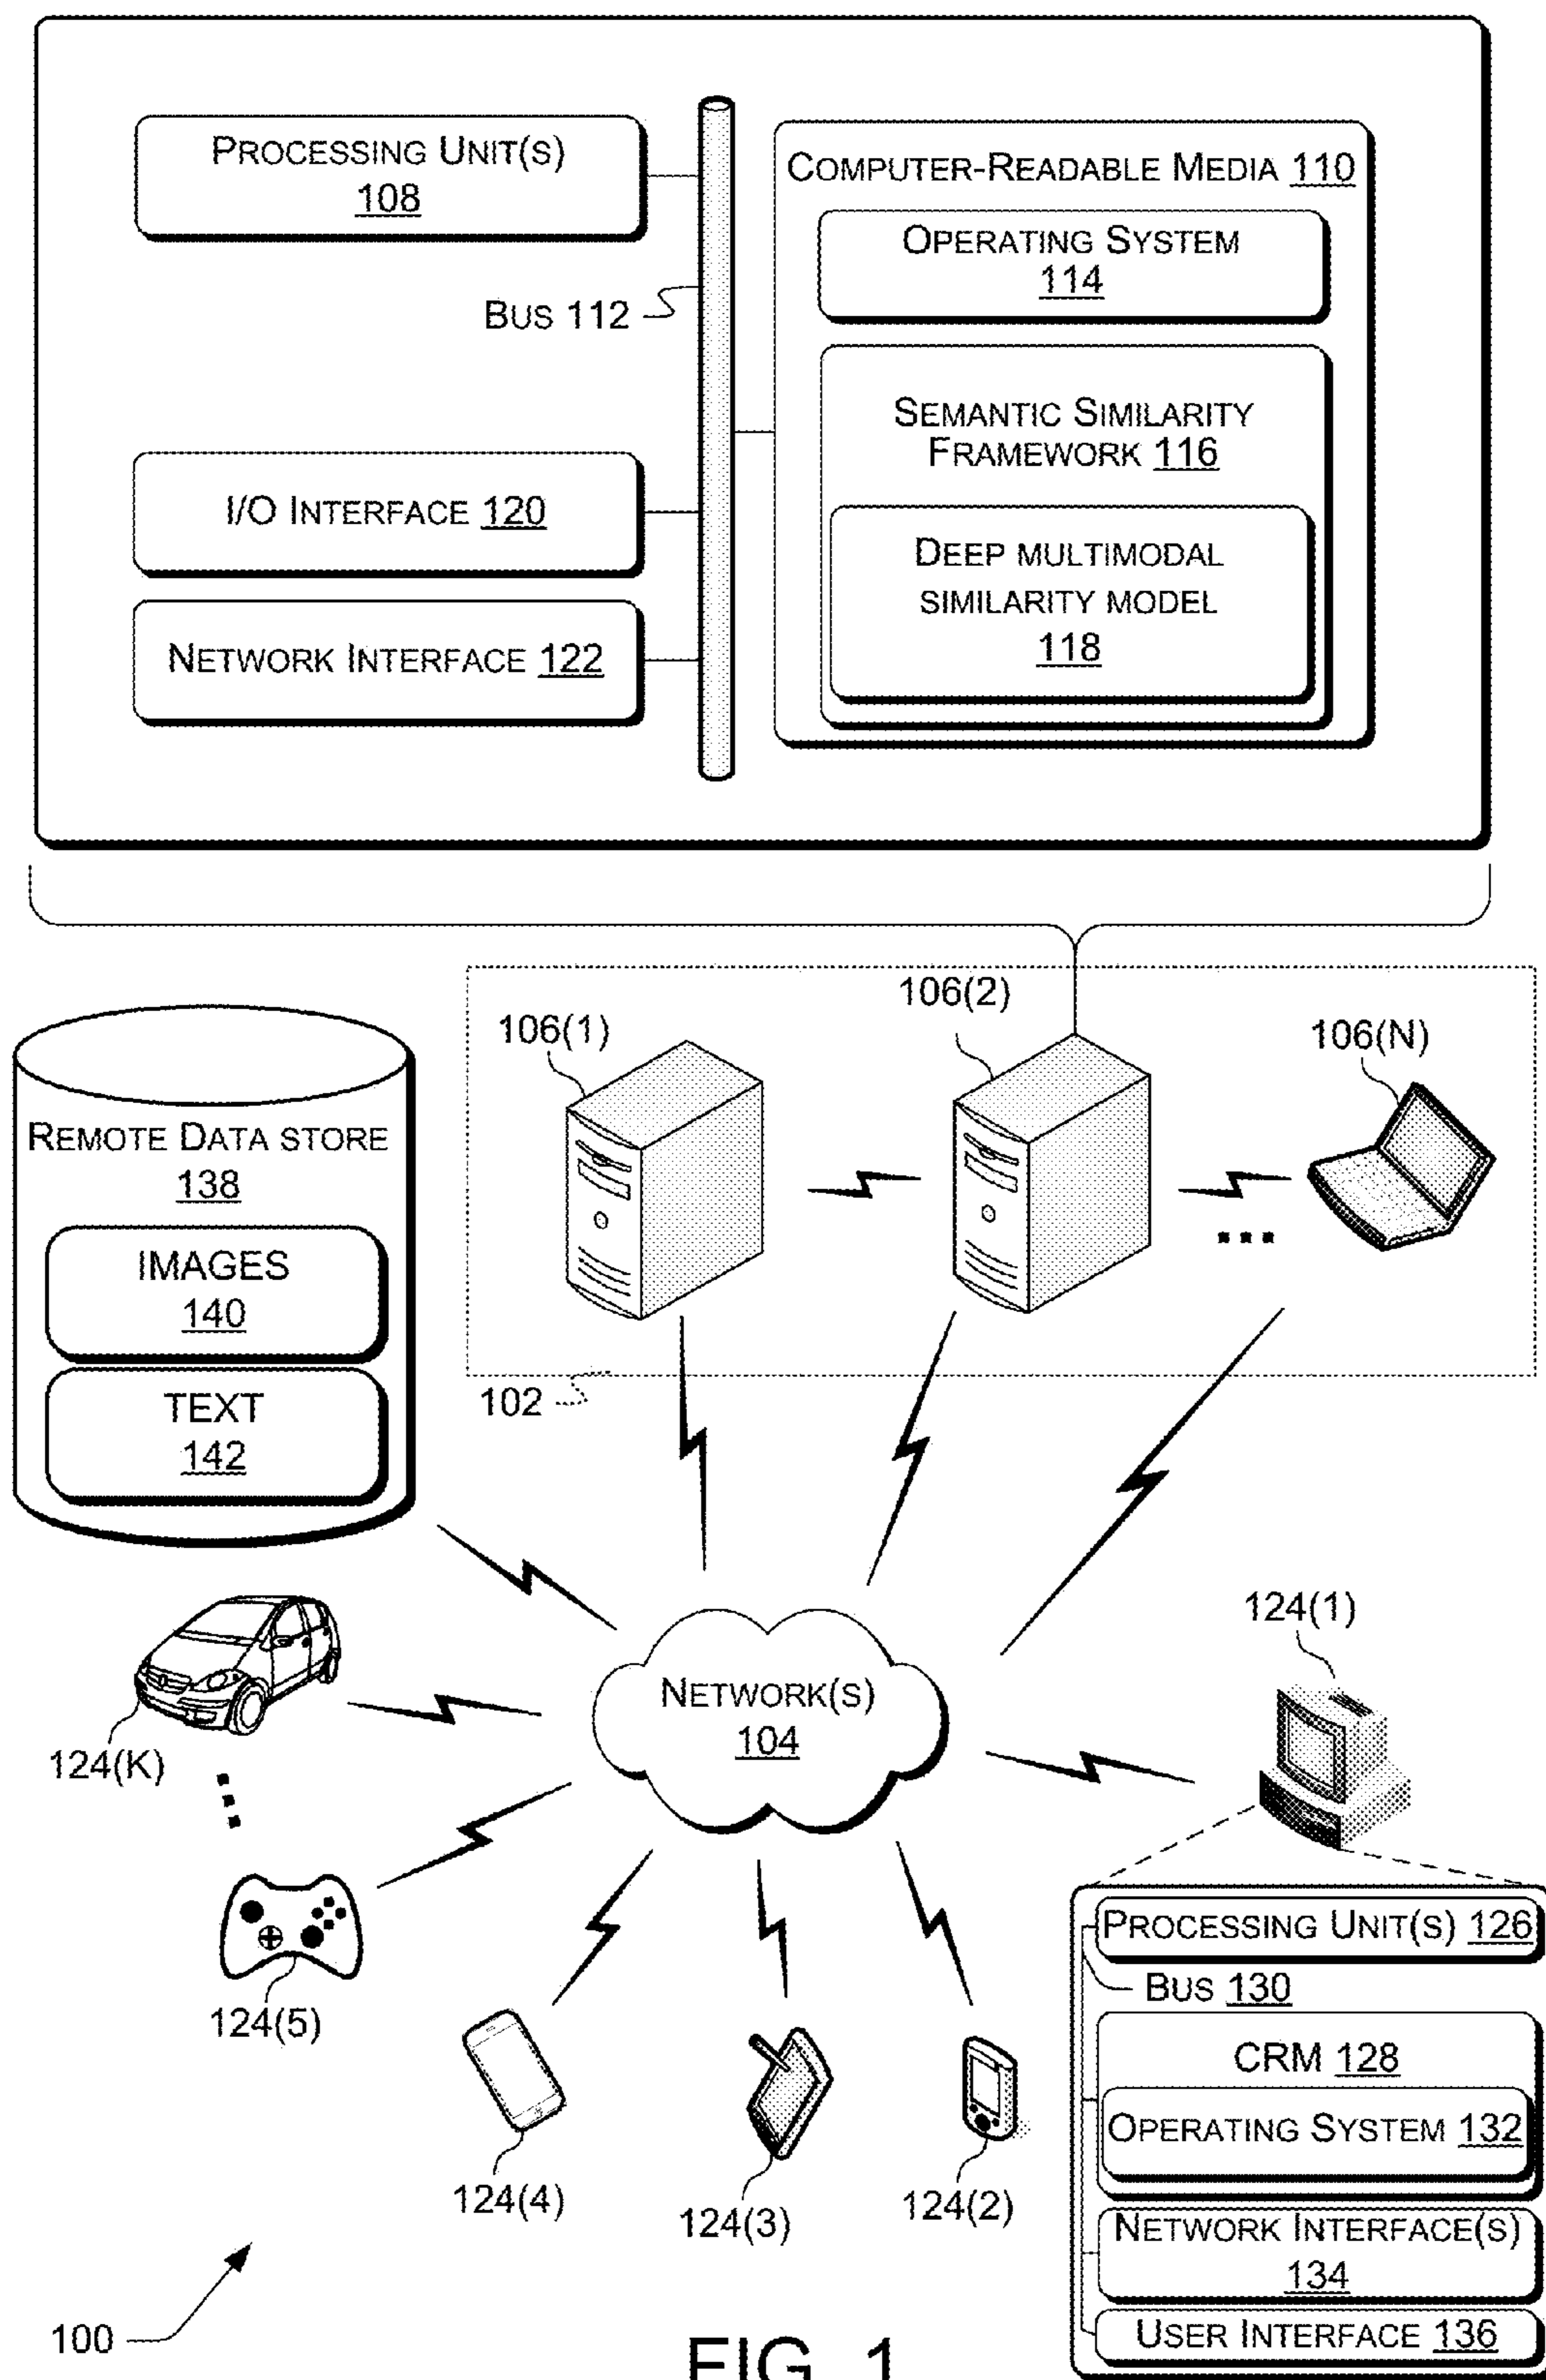 PROCESSING UNIT(S)
108
COMPUTER-READABLE MEDIA 110
OPERATING SYSTEM
114
BUS 112
SEMANTIC SIMILARITY
FRAMEWORK 116
I/O INTERFACE 120
DEEP MULTIMODAL
SIMILARITY MODEL
118
NETWORK INTERFACE 122
106(1)
106(2)
106(N)
REMOTE DATA STORE
138
IMAGES
140
TEXT
142
102
124(1)
NETWORK(S)
104
124(K)
124(5)
124(4)
124(3)
124(2)
PROCESSING UNIT(S) 126
BUS 130
CRM 128
OPERATING SYSTEM 132
NETWORK INTERFACE(S)
134
USER INTERFACE 136
100
FIG. 1